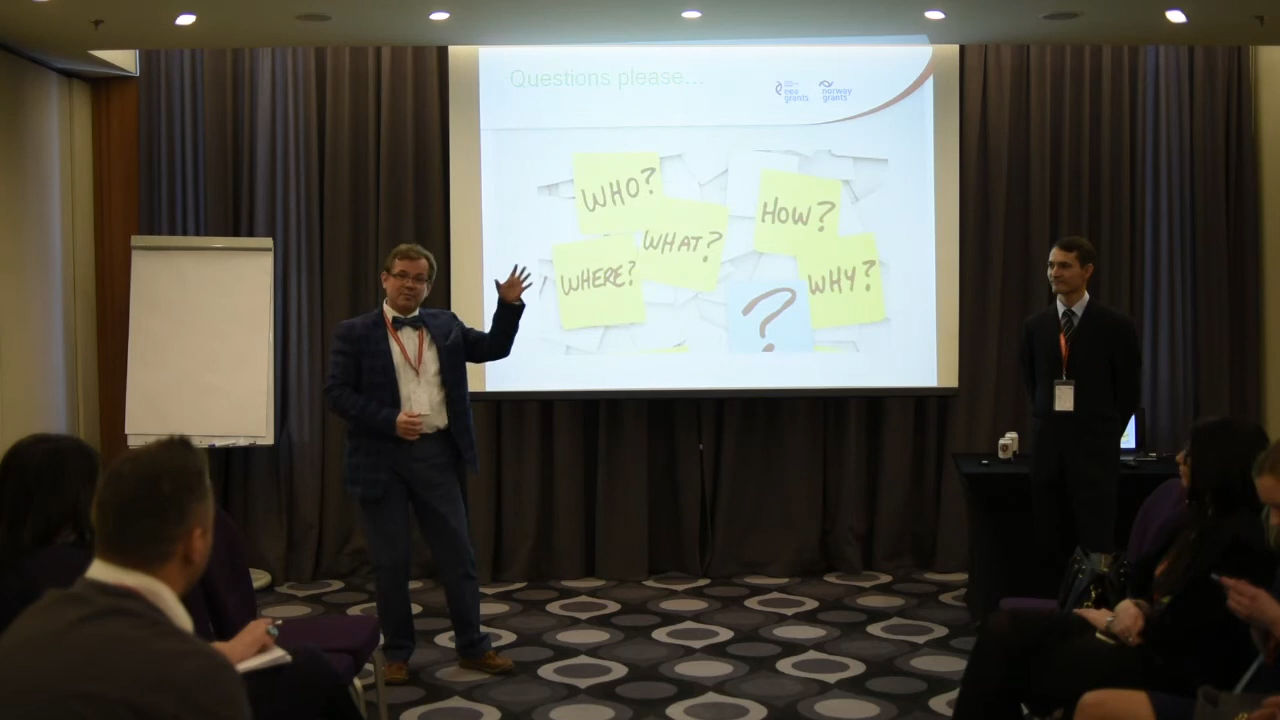 Questions please...
eea
grants
norway
grants
WHO?
WHAT?
WHERE?
HOW?
WHY?
?